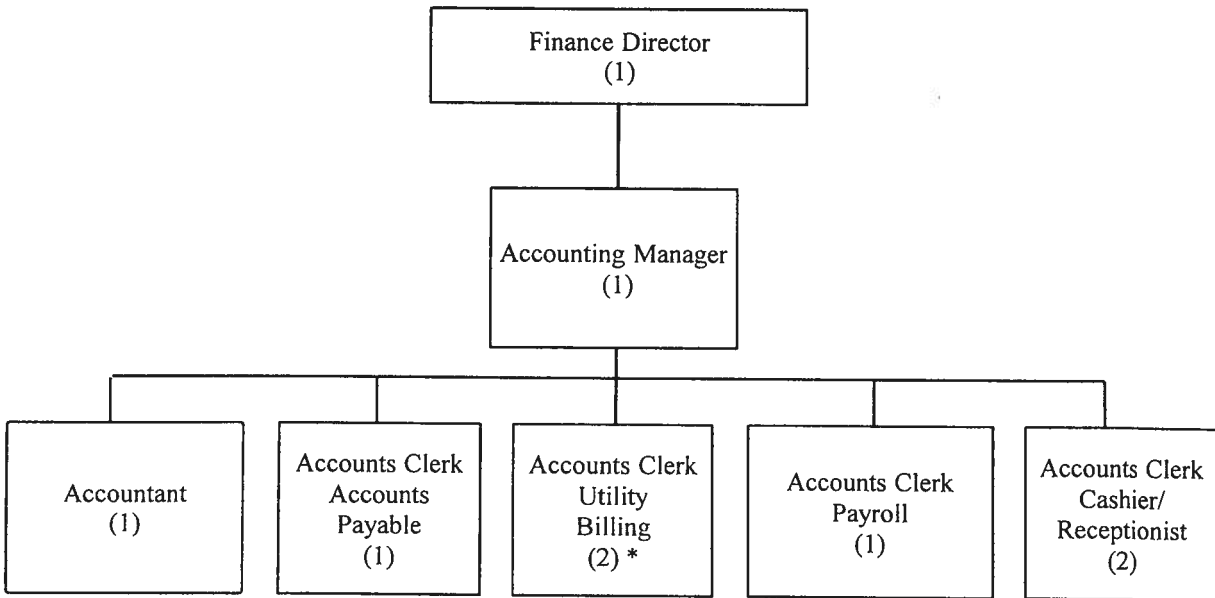 Finance Director
(1)
Accounting Manager
(1)
Accountant
(1)
Accounts Clerk
Accounts
Payable
(1)
Accounts Clerk
Utility
Billing
(2) *
Accounts Clerk
Payroll
(1)
Accounts Clerk
Cashier/
Receptionist
(2)